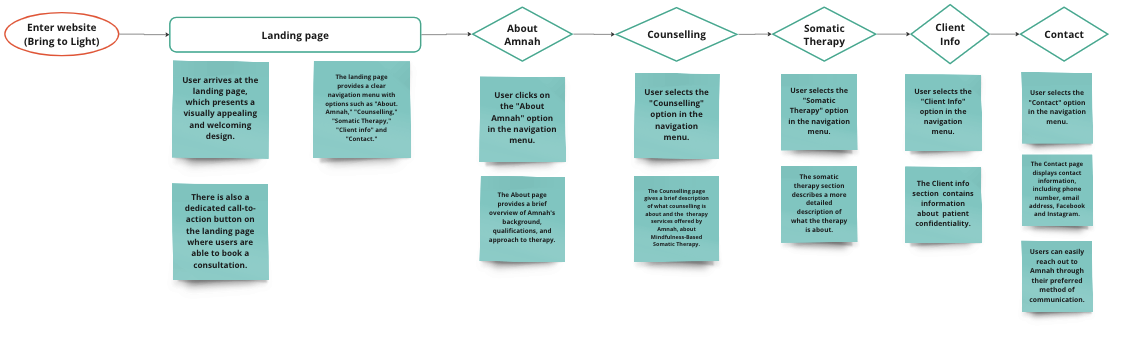 Enter website
(Bring to Light)
Landing page
About
Amnah
Counselling
Somatic
Therapy
Client
Info
Contact
User arrives at the
landing page,
which presents a
visually appealing
and welcoming
design.
The landing page
provides a clear
navigation menu with
options such as "About.
Amnah," "Counselling,"
"Somatic Therapy,"
"Client info" and
"Contact."
There is also a
dedicated call-to-
action button on
the landing page
where users are
able to book a
consultation.
User clicks on
the "About
Amnah" option
in the navigation
menu.
The About page
provides a brief
overview of Amnah's
background,
qualifications, and
approach to therapy.
User selects the
"Counselling"
option in the
navigation
menu.
The Counselling page
gives a brief description
of what counselling is
about and the therapy
services offered by
Amnah, about
Mindfulness-Based
Somatic Therapy.
User selects the
"Somatic
Therapy" option
in the navigation
menu.
The somatic
therapy section
describes a more
detailed
description of
what the therapy
is about.
User selects the
"Client Info"
option in the
navigation
menu.
The Client info
section contains
information
about patient
confidentiality.
User selects the
"Contact" option
in the navigation
menu.
The Contact page
displays contact
information,
including phone
number, email
address, Facebook
and Instagram.
Users can easily
reach out to
Amnah through
their preferred
method of
communication.